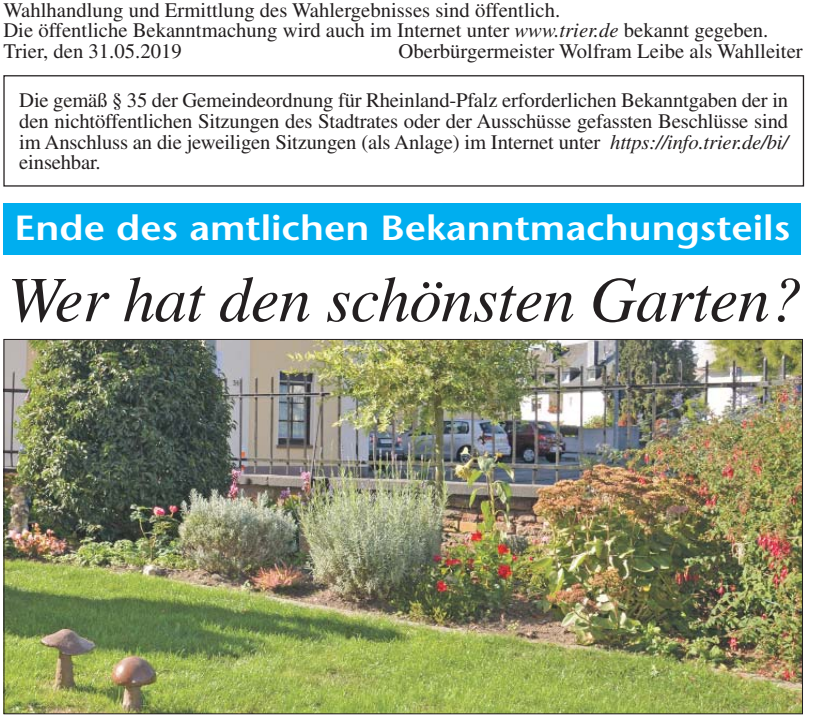 Wahlhandlung und Ermittlung des Wahlergebnisses sind öffentlich.
Die öffentliche Bekanntmachung wird auch im Internet unter www.trier.de bekannt gegeben.
Trier, den 31.05.2019 Oberbürgermeister Wolfram Leibe als Wahlleiter
Die gemäß § 35 der Gemeindeordnung für Rheinland-Pfalz erforderlichen Bekanntgaben der in
den nichtöffentlichen Sitzungen des Stadtrates oder der Ausschüsse gefassten Beschlüsse sind
im Anschluss an die jeweiligen Sitzungen (als Anlage) im Internet unter https://info.trier.de/bi/
einsehbar.
Ende des amtlichen Bekanntmachungsteils
Wer hat den schönsten Garten?